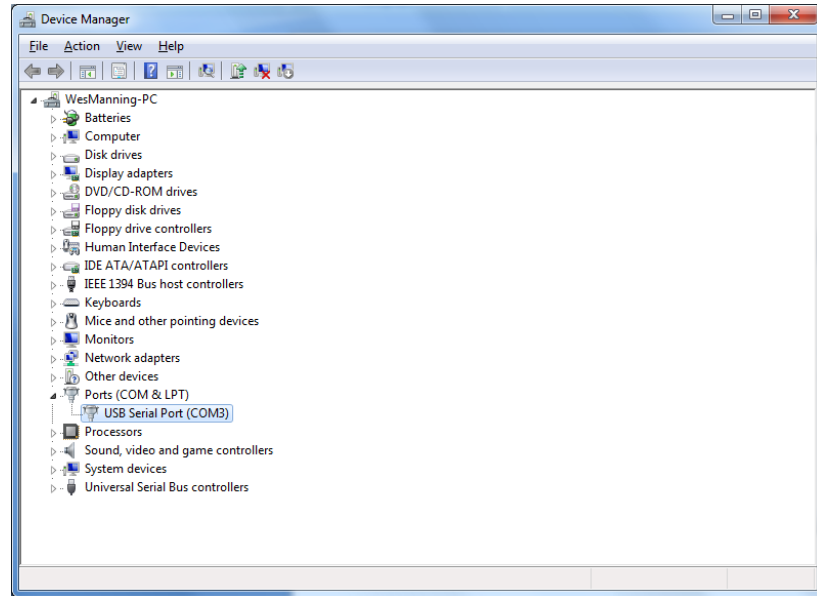 Device Manager
File Action View Help
WesManning-PC
Batteries
Computer
Disk drives
Display adapters
DVD/CD-ROM drives
Floppy disk drives
Floppy drive controllers
Human Interface Devices
IDE ATA/ATAPI controllers
IEEE 1394 Bus host controllers
Keyboards
Mice and other pointing devices
Monitors
Network adapters
Other devices
Ports (COM & LPT)
USB Serial Port (COM3)
Processors
Sound, video and game controllers
System devices
Universal Serial Bus controllers